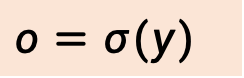 o = σ(y)